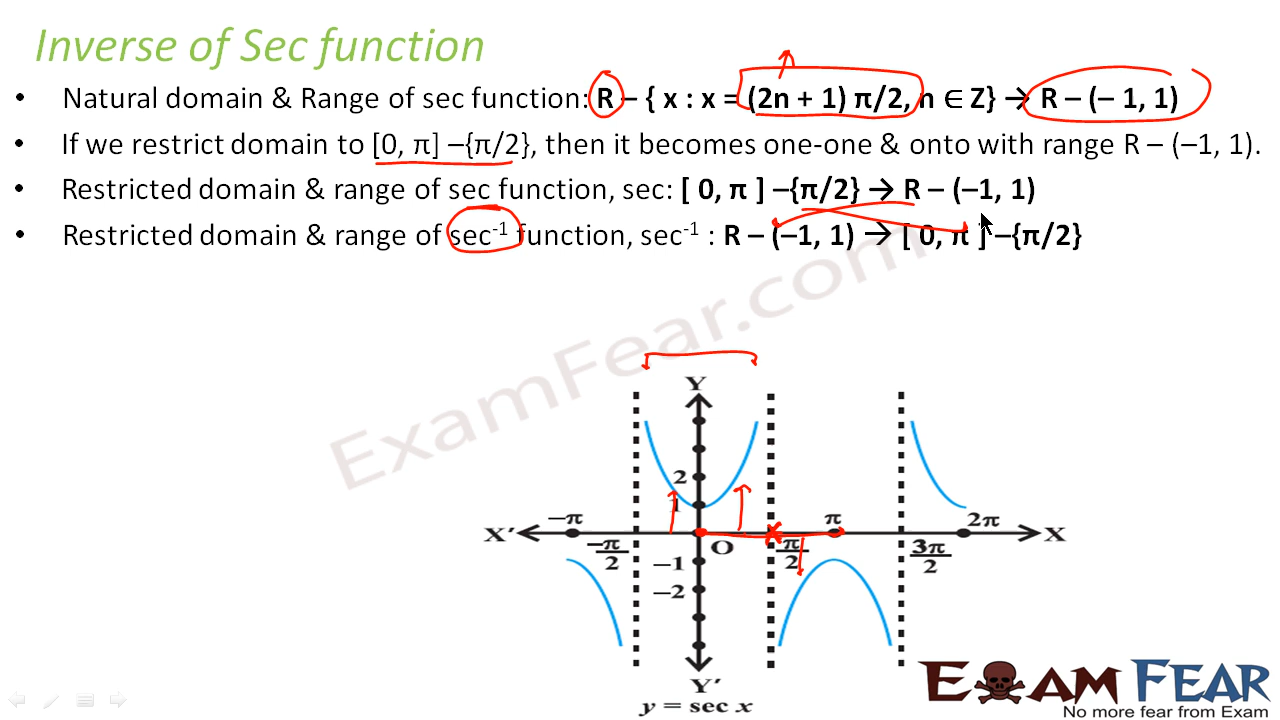 Inverse of Sec function
• Natural domain & Range of sec function: R – { x : x = (2n + 1) π/2, n ∈ Z} → R – (– 1, 1)
• If we restrict domain to [0, π] –{π/2}, then it becomes one-one & onto with range R – (–1, 1).
• Restricted domain & range of sec function, sec: [ 0, π ] –{π/2} → R – (–1, 1)
• Restricted domain & range of sec⁻¹ function, sec⁻¹ : R – (–1, 1) → [ 0, π ] –{π/2}
ExamFear.com
Y
2
1
X′ –π –π/2 O π/2 π 3π/2 2π X
–1
–2
Y′
y = sec x
EXAM FEAR
No more fear from Exam